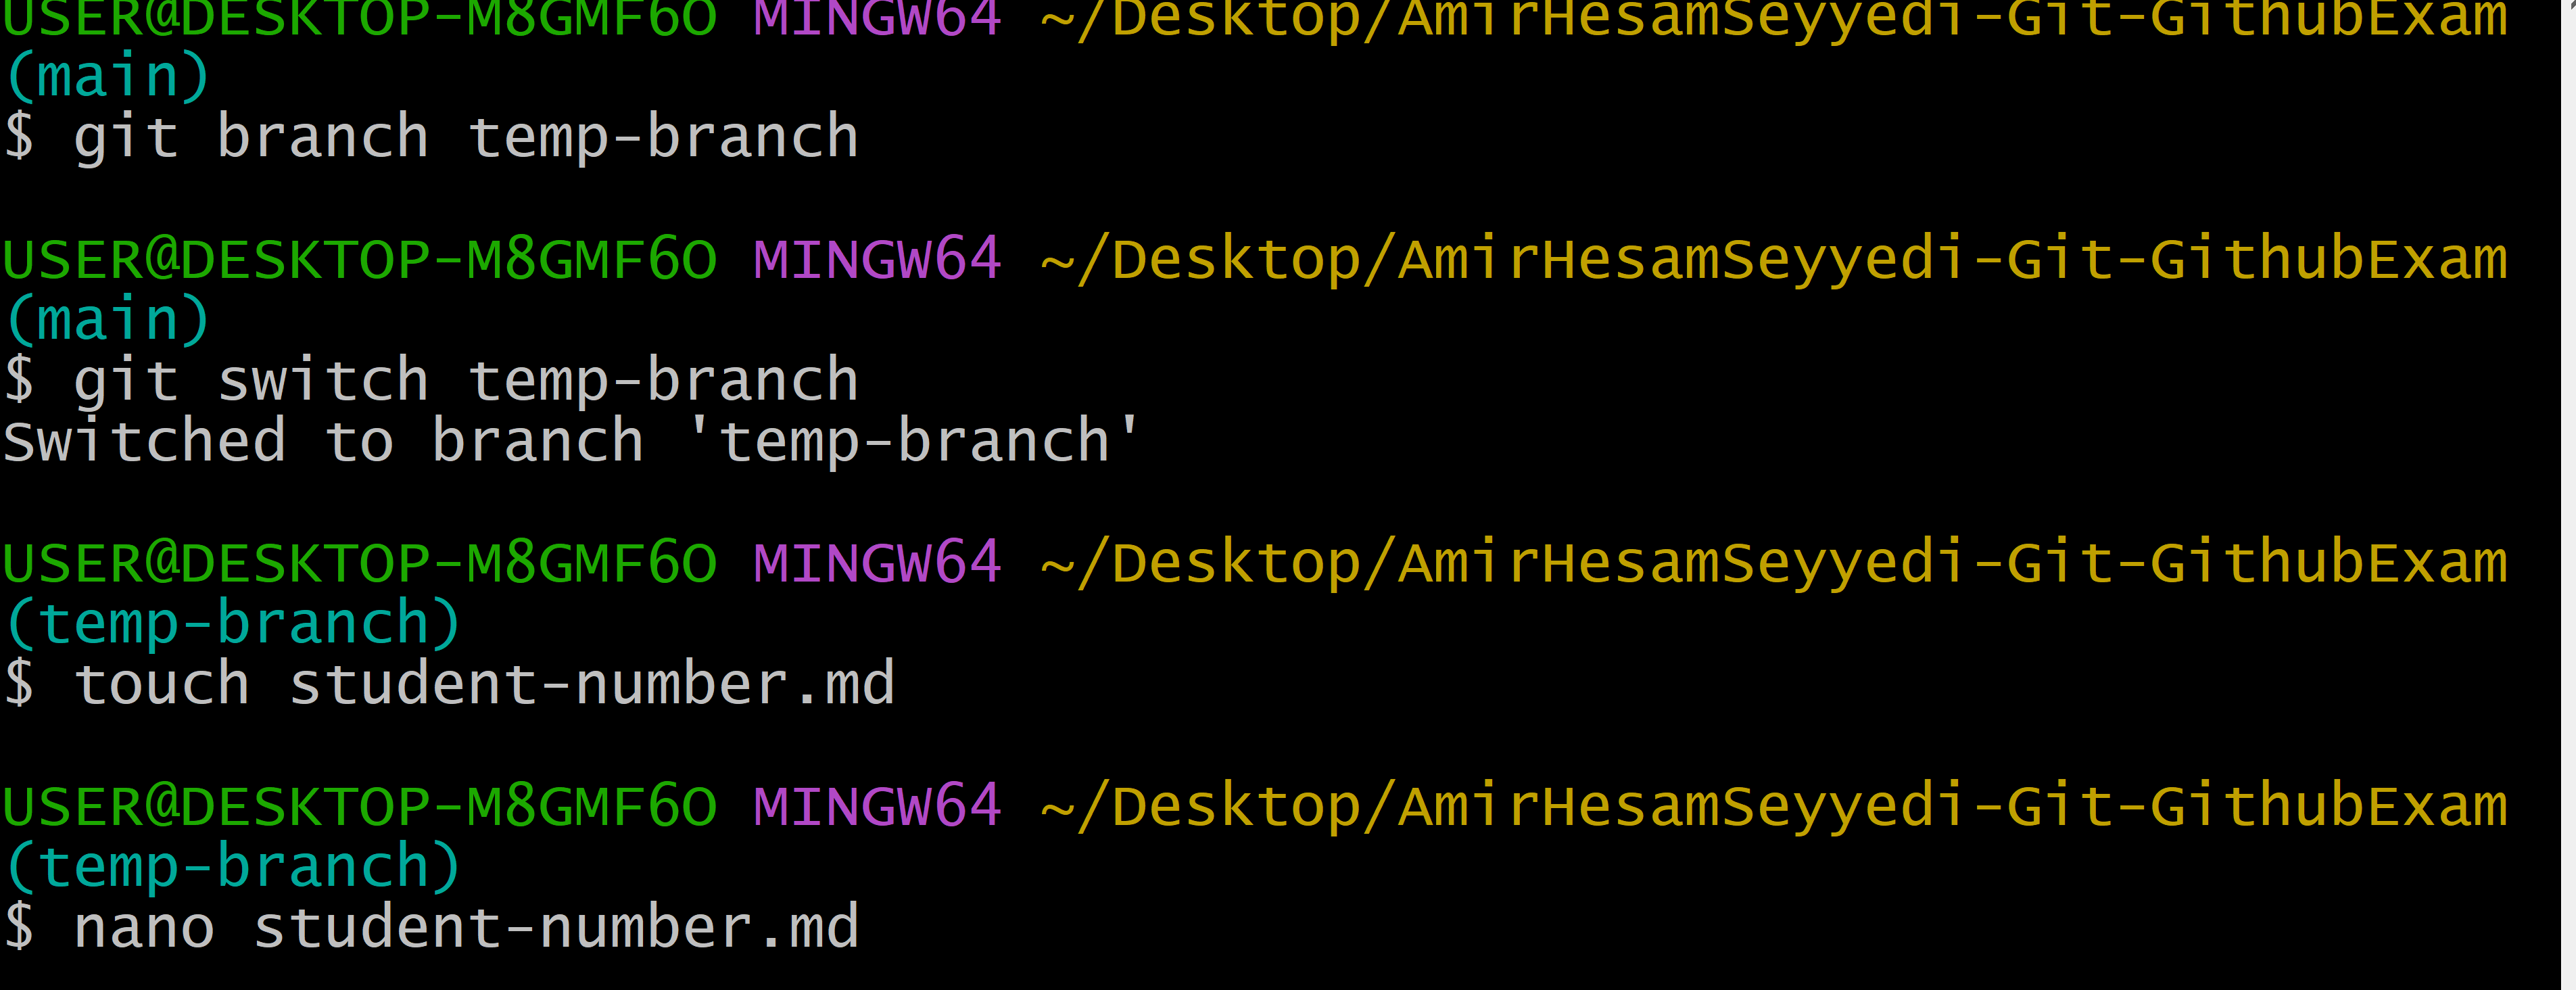 USER@DESKTOP-M8GMF6O MINGW64 ~/Desktop/AmirHesamSeyyedi-Git-GithubExam
(main)
$ git branch temp-branch
USER@DESKTOP-M8GMF6O MINGW64 ~/Desktop/AmirHesamSeyyedi-Git-GithubExam
(main)
$ git switch temp-branch
Switched to branch 'temp-branch'
USER@DESKTOP-M8GMF6O MINGW64 ~/Desktop/AmirHesamSeyyedi-Git-GithubExam
(temp-branch)
$ touch student-number.md
USER@DESKTOP-M8GMF6O MINGW64 ~/Desktop/AmirHesamSeyyedi-Git-GithubExam
(temp-branch)
$ nano student-number.md